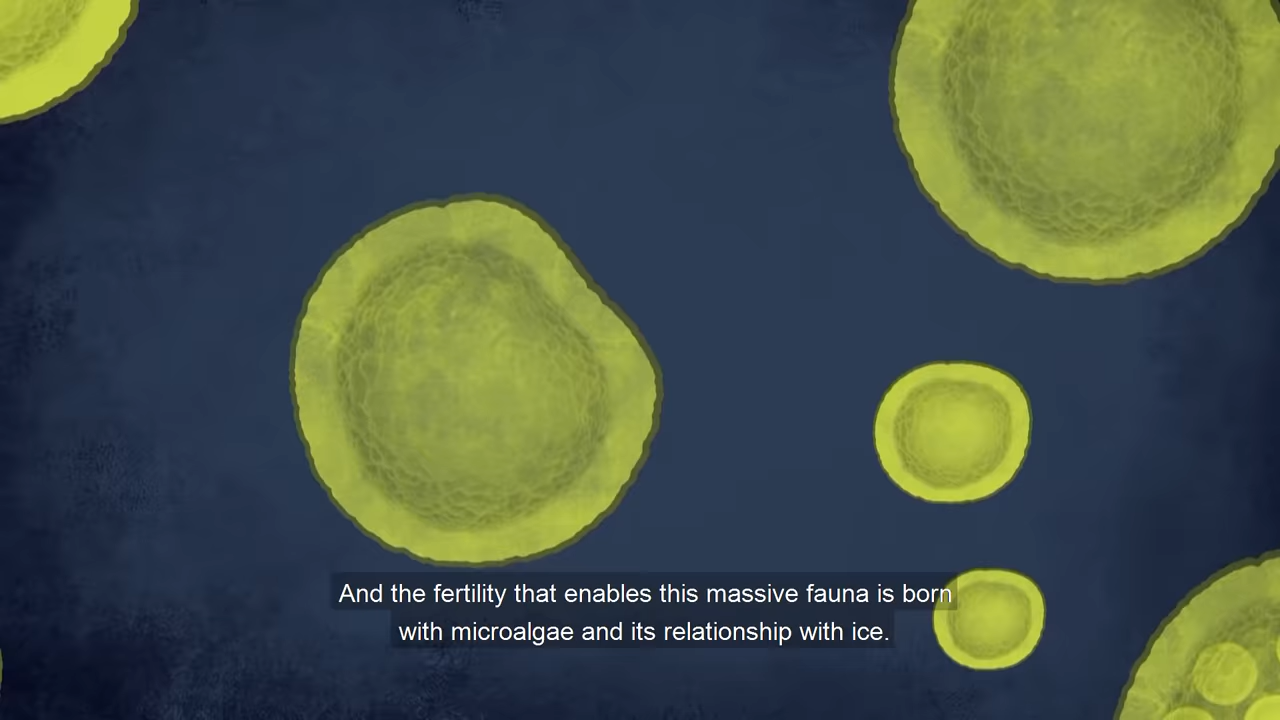 And the fertility that enables this massive fauna is born
with microalgae and its relationship with ice.